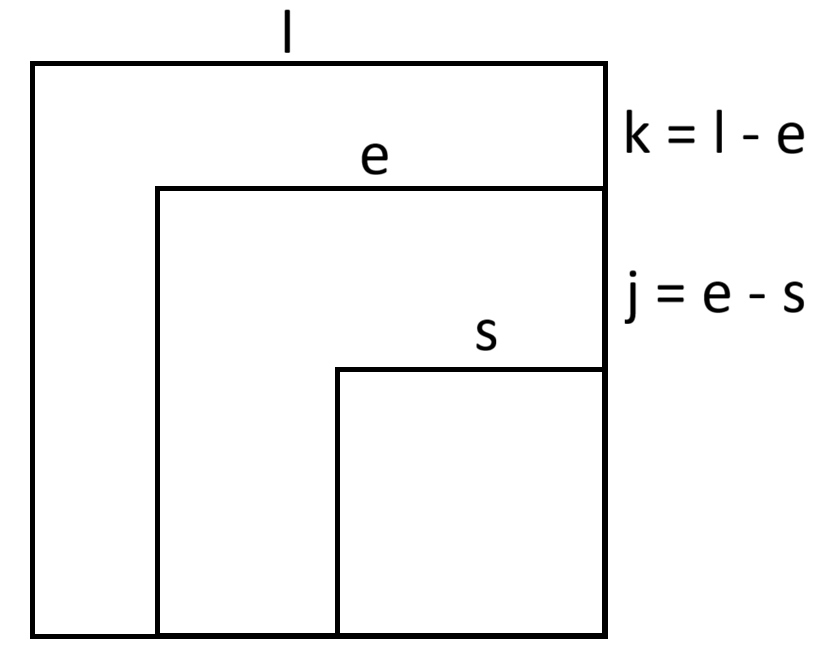 l
k = l - e
e
j = e - s
s